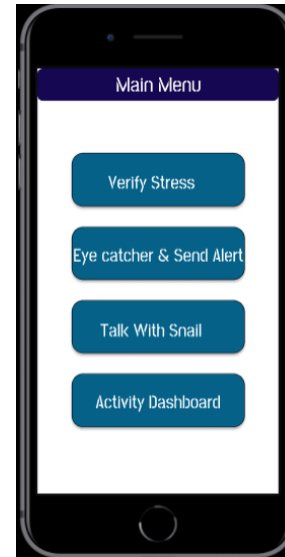 Main Menu
Verify Stress
Eye catcher & Send Alert
Talk With Snail
Activity Dashboard